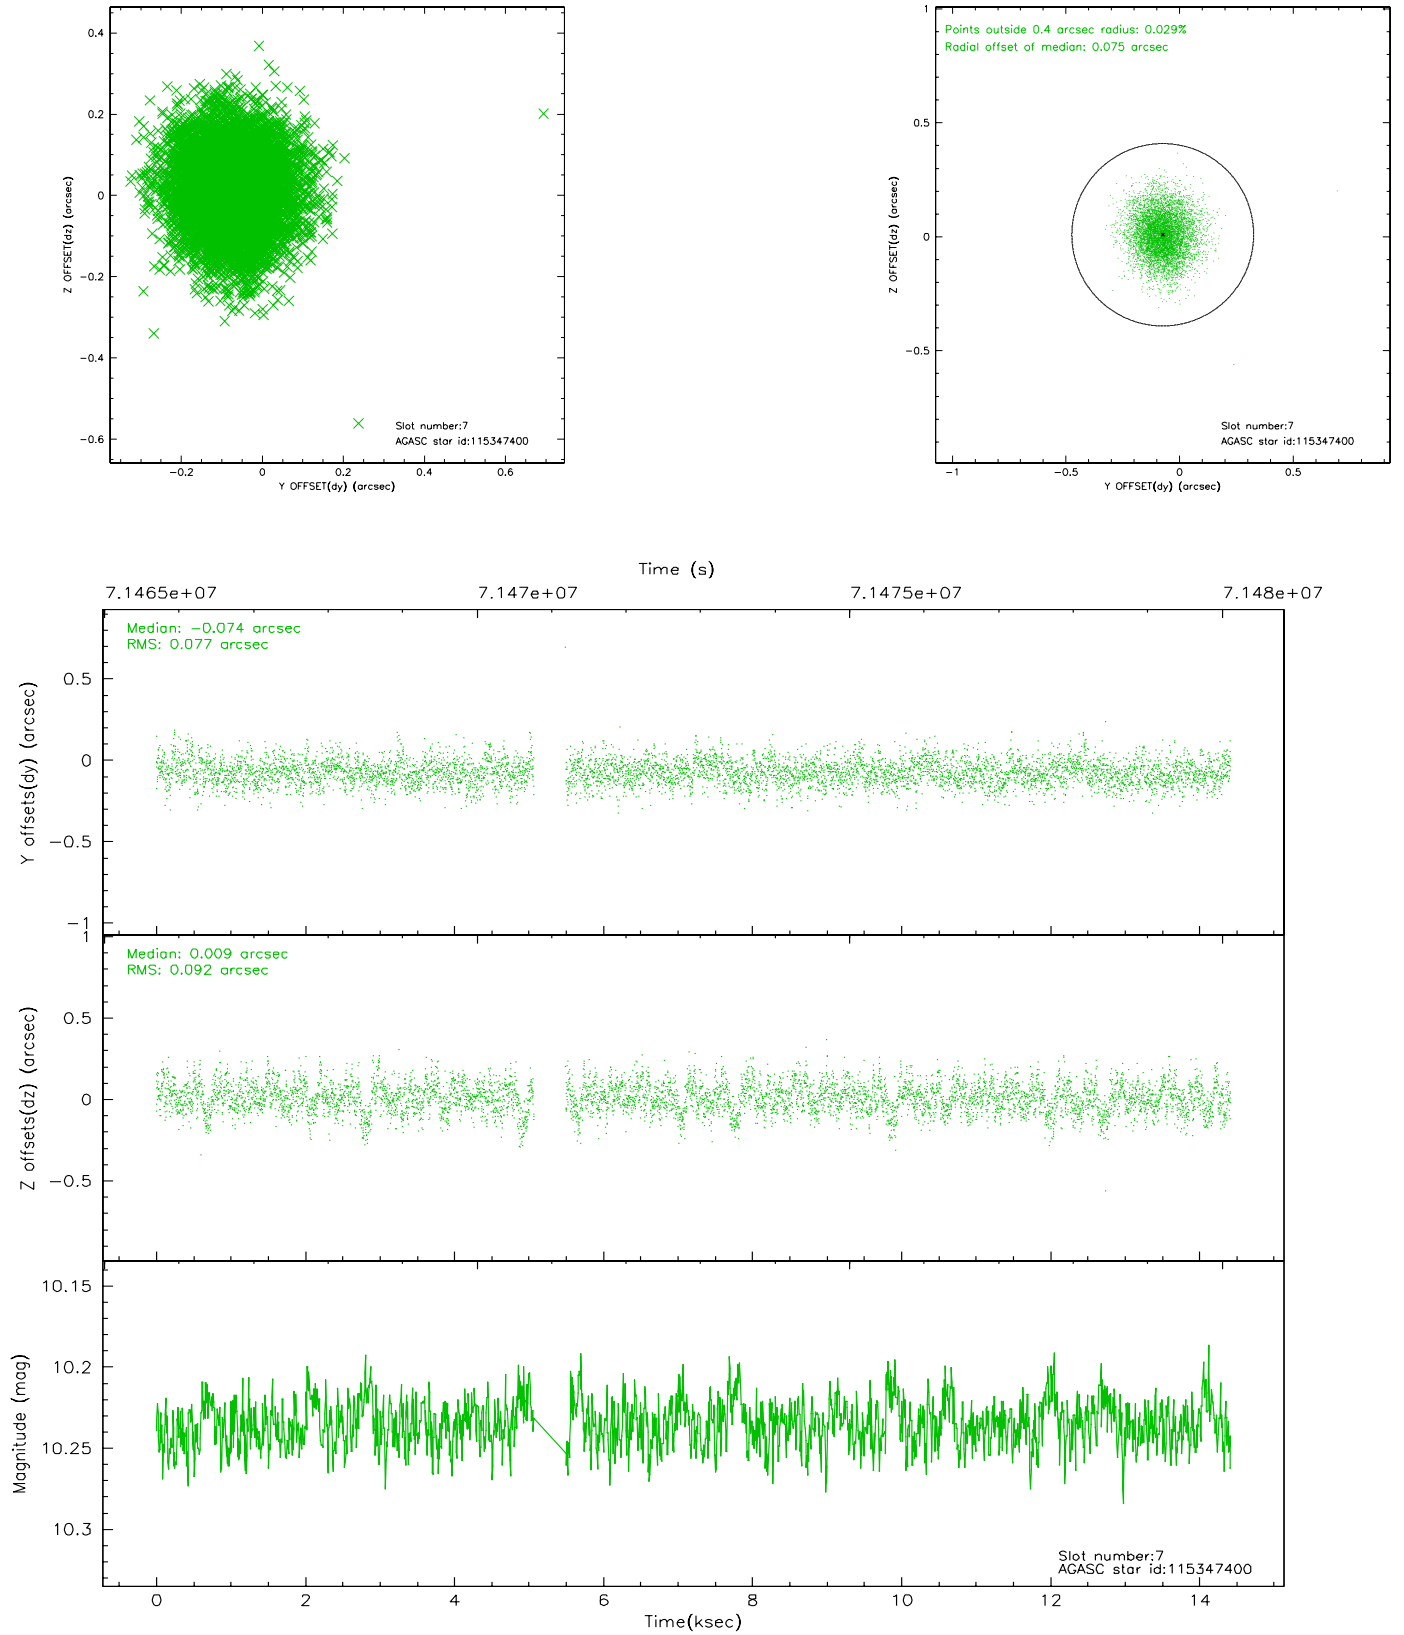 0.4
0.2
0
−0.2
−0.4
−0.6
Z OFFSET(dz) (arcsec)
Slot number:7
AGASC star id:115347400
−0.2 0 0.2 0.4 0.6
Y OFFSET(dy) (arcsec)
1
0.5
0
−0.5
Z OFFSET(dz) (arcsec)
Points outside 0.4 arcsec radius: 0.029%
Radial offset of median: 0.075 arcsec
Slot number:7
AGASC star id:115347400
−1 −0.5 0 0.5
Y OFFSET(dy) (arcsec)
Time (s)
7.1465e+07 7.147e+07 7.1475e+07 7.148e+07
Median: −0.074 arcsec
RMS: 0.077 arcsec
0.5
0
−0.5
−1
Y offsets(dy) (arcsec)
1
Median: 0.009 arcsec
RMS: 0.092 arcsec
0.5
0
−0.5
Z offsets(dz) (arcsec)
10.15
10.2
10.25
10.3
Magnitude (mag)
Slot number:7
AGASC star id:115347400
0 2 4 6 8 10 12 14
Time(ksec)